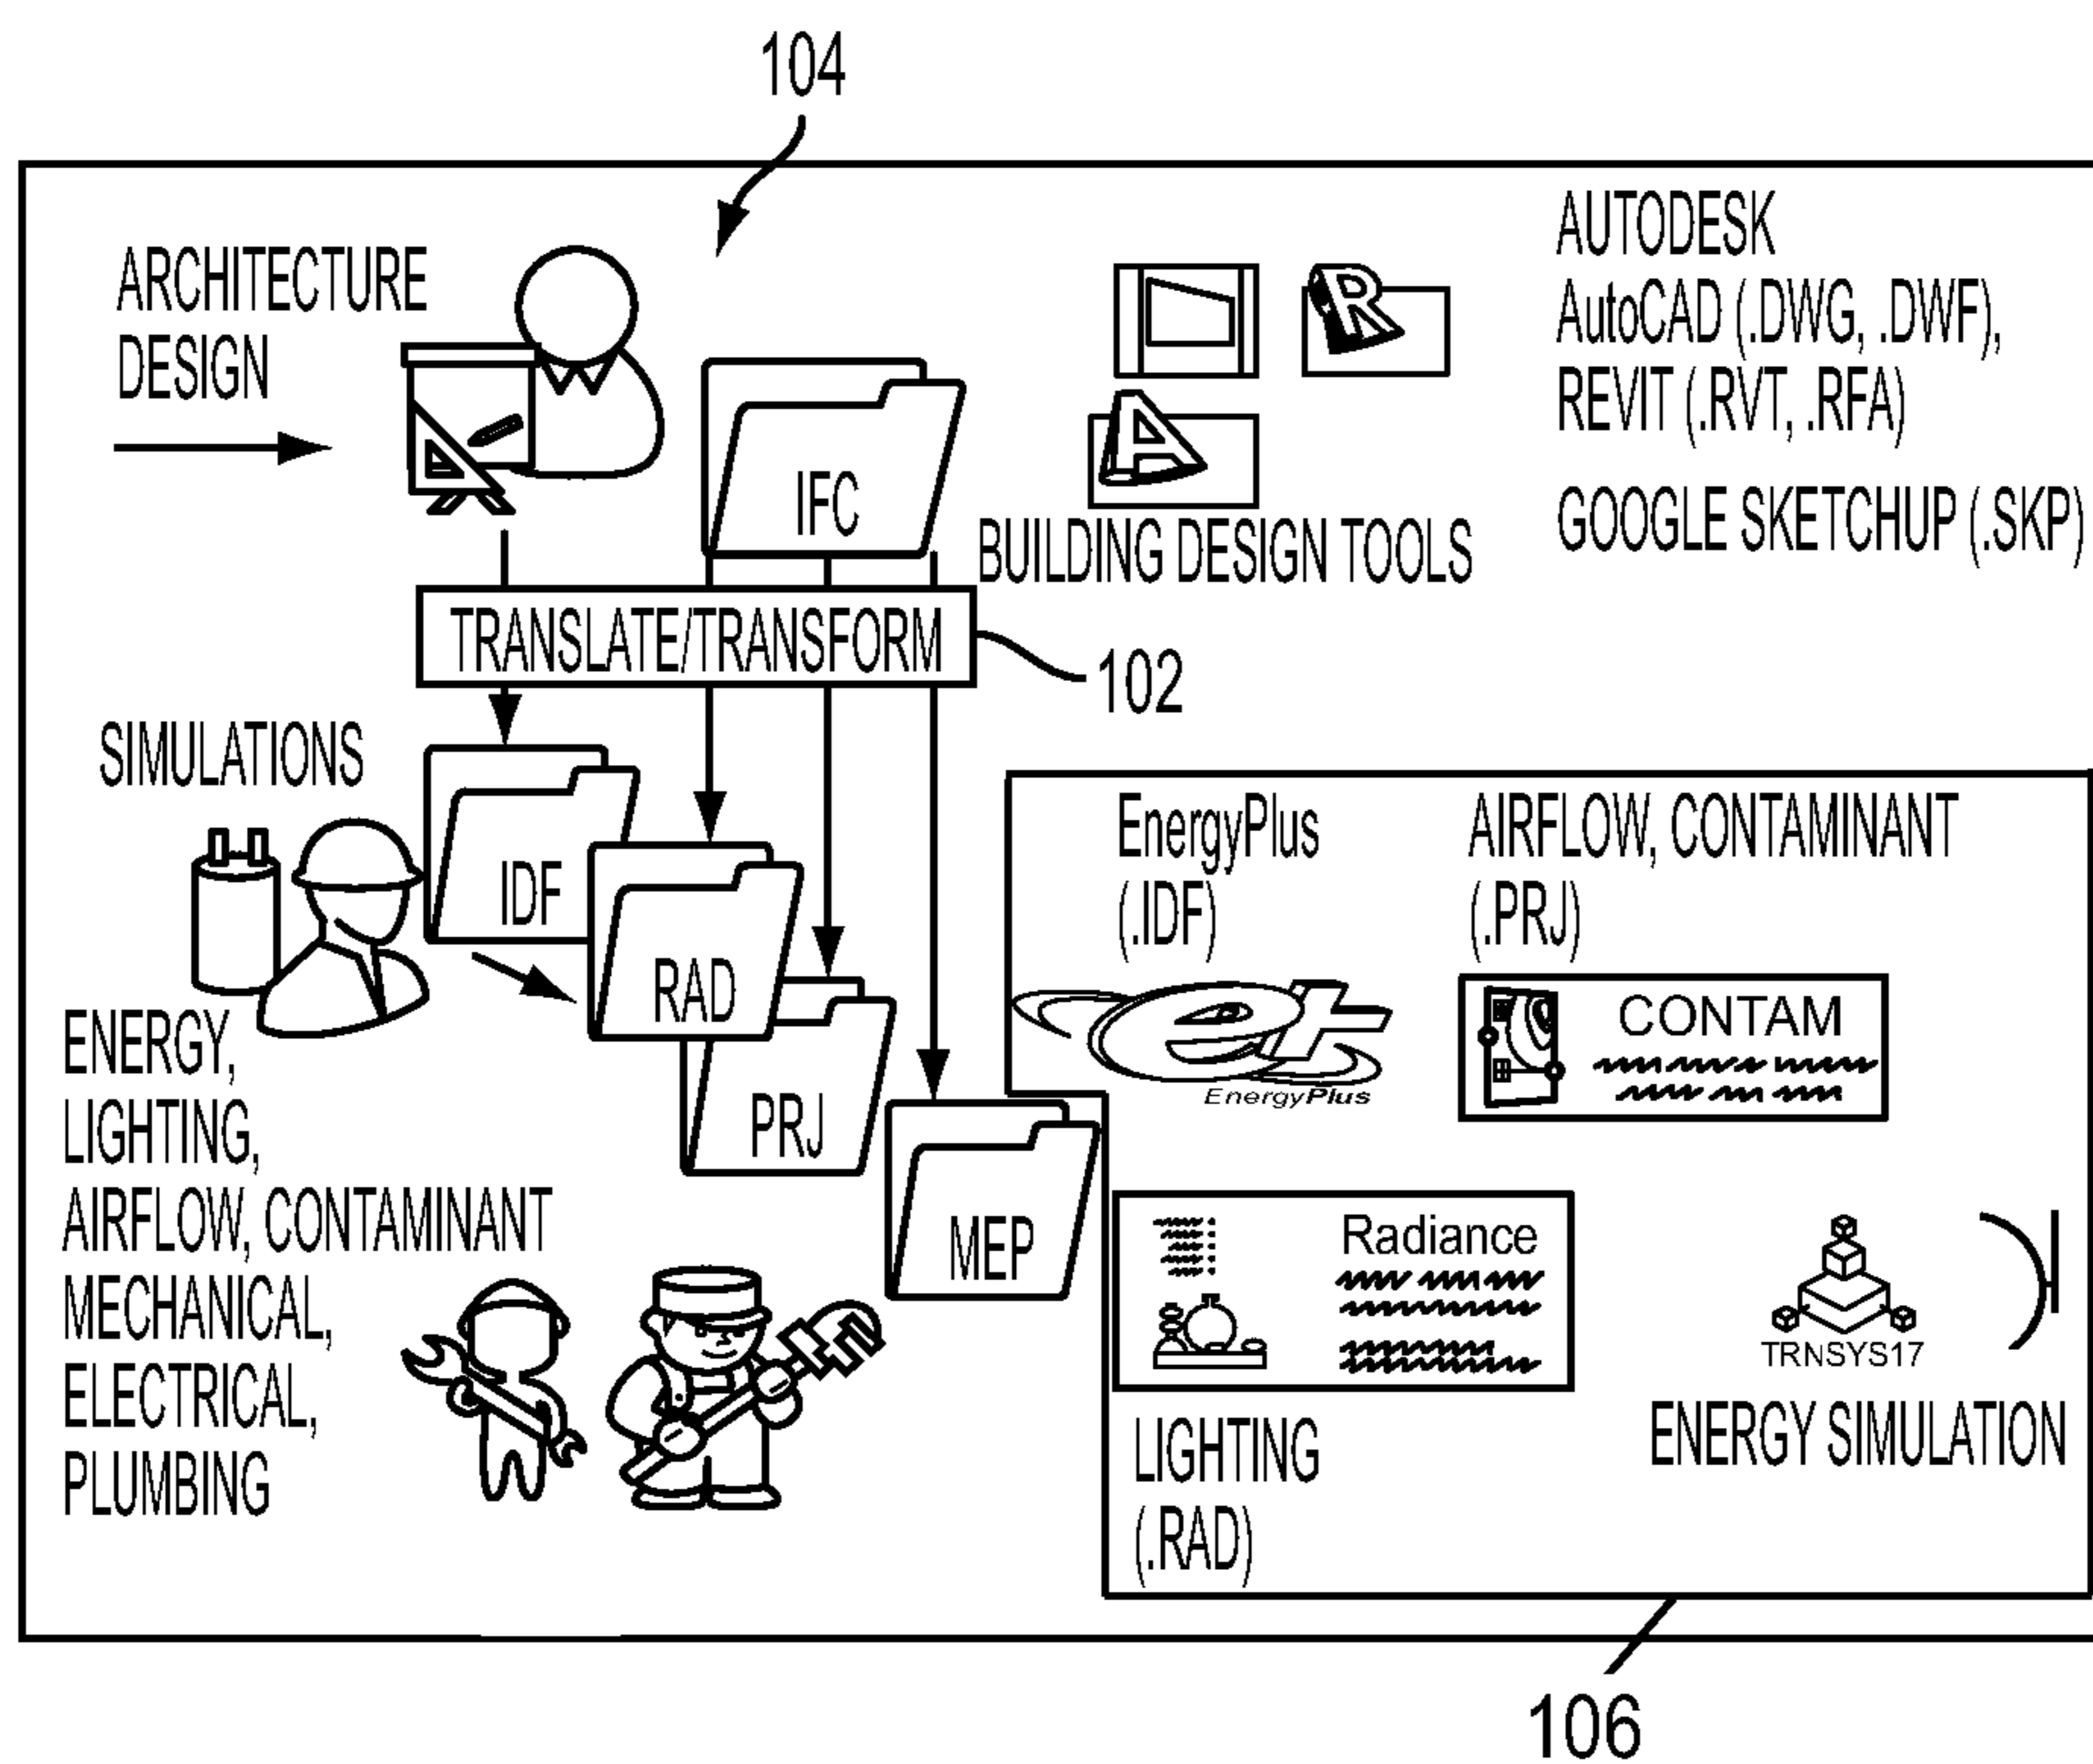 104
ARCHITECTURE
DESIGN
IFC
R
A
BUILDING DESIGN TOOLS
AUTODESK
AutoCAD (.DWG, .DWF),
REVIT (.RVT, .RFA)
GOOGLE SKETCHUP (.SKP)
TRANSLATE/TRANSFORM
102
SIMULATIONS
IDF
RAD
PRJ
MEP
ENERGY,
LIGHTING,
AIRFLOW, CONTAMINANT
MECHANICAL,
ELECTRICAL,
PLUMBING
EnergyPlus
(.IDF)
e+
EnergyPlus
AIRFLOW, CONTAMINANT
(.PRJ)
CONTAM
Radiance
LIGHTING
(.RAD)
TRNSYS17
ENERGY SIMULATION
106